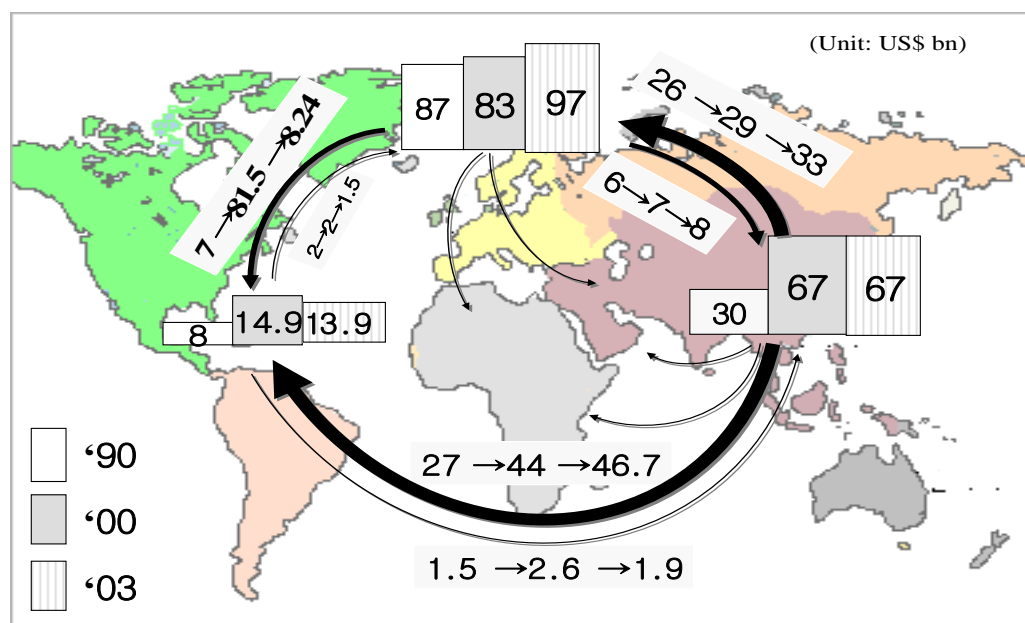 (Unit: US$ bn)
87
83
97
26 →29 →33
7 →81.5 →8.24
2→2→1.5
6→7→8
67
67
30
14.9
13.9
8
27 →44 →46.7
1.5 →2.6 →1.9
‘90
‘00
‘03